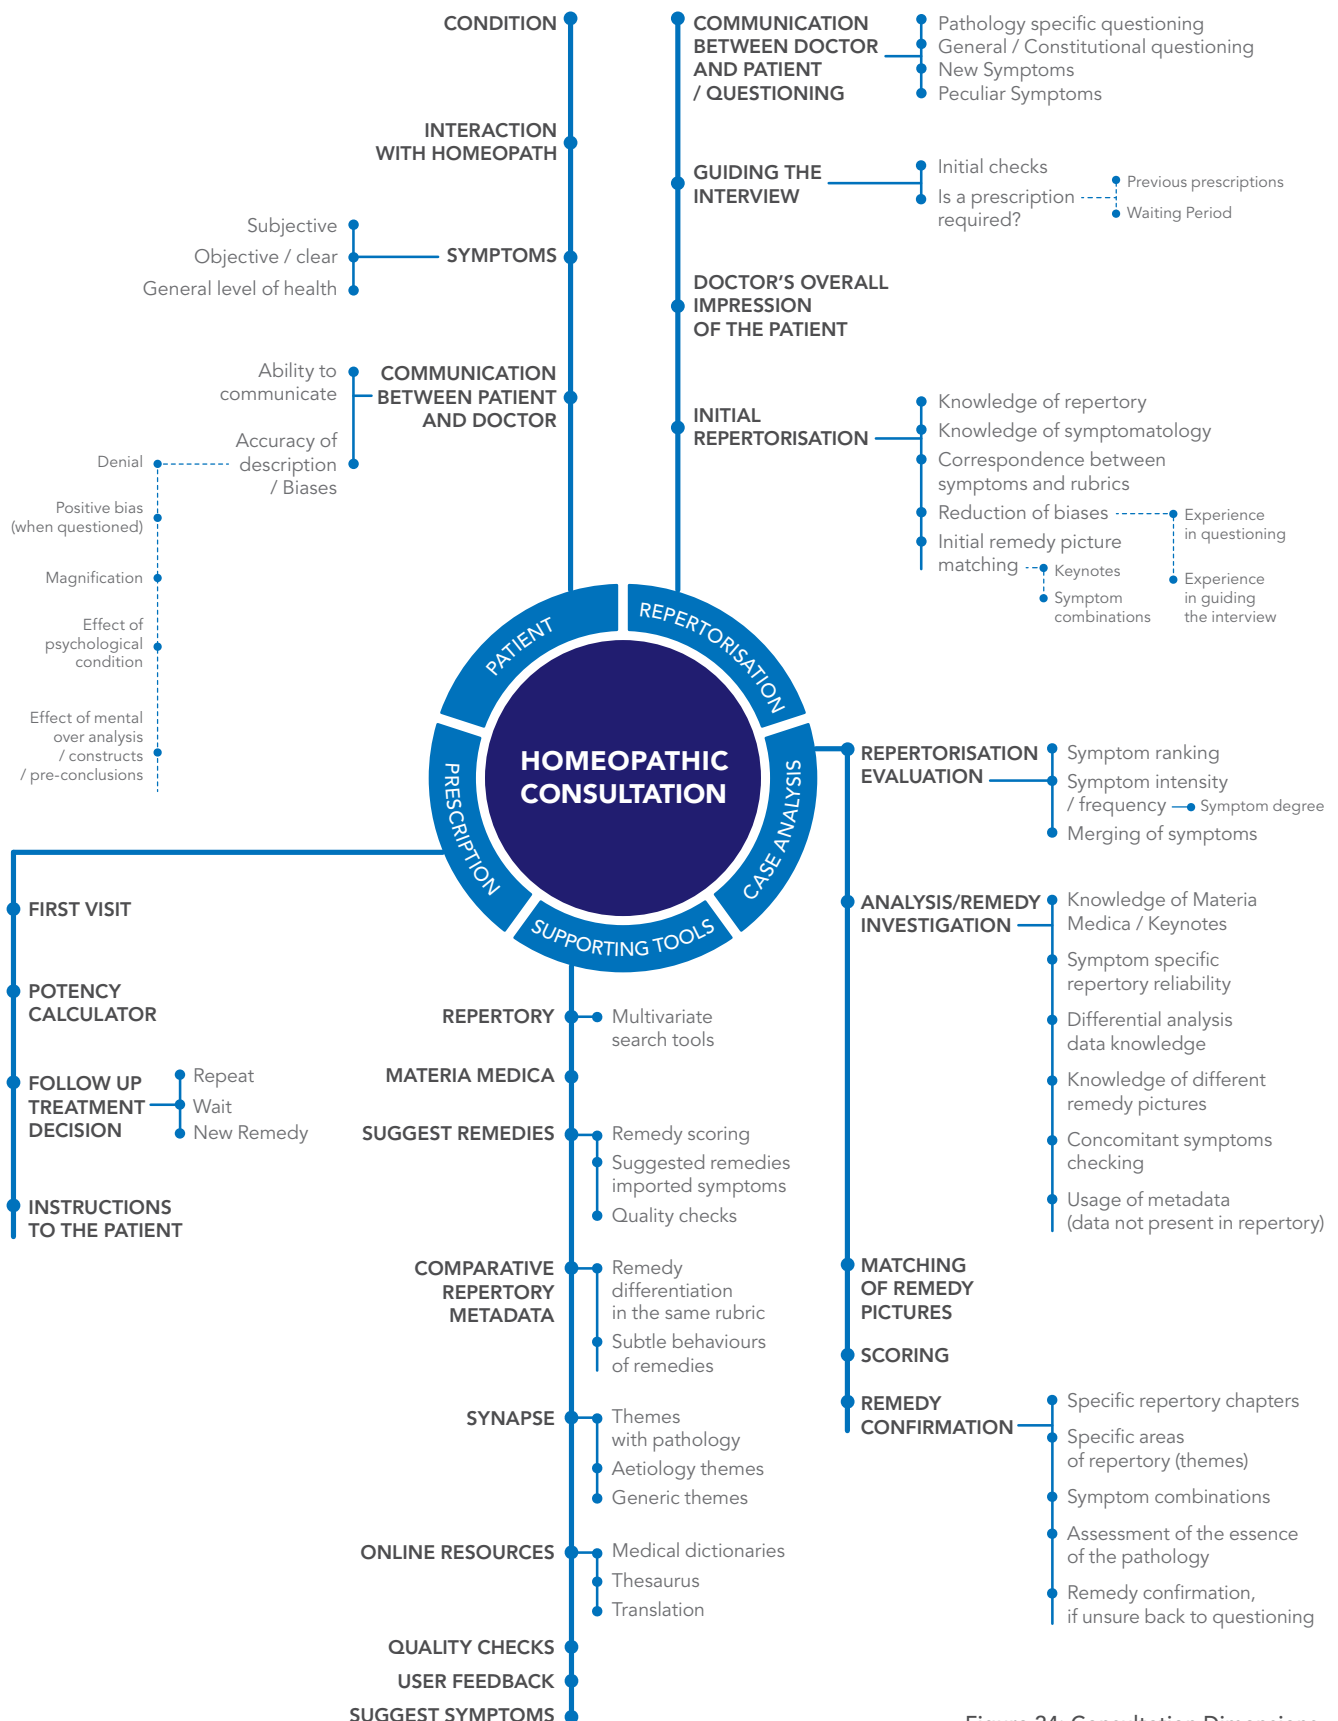 CONDITION
INTERACTION
WITH HOMEOPATH
SYMPTOMS
Subjective
Objective / clear
General level of health
COMMUNICATION
BETWEEN PATIENT
AND DOCTOR
Ability to
communicate
Accuracy of
description
/ Biases
Denial
Positive bias
(when questioned)
Magnification
Effect of
psychological
condition
Effect of mental
over analysis
/ constructs
/ pre-conclusions
COMMUNICATION
BETWEEN DOCTOR
AND PATIENT
/ QUESTIONING
Pathology specific questioning
General / Constitutional questioning
New Symptoms
Peculiar Symptoms
GUIDING THE
INTERVIEW
Initial checks
Is a prescription
required?
Previous prescriptions
Waiting Period
DOCTOR'S OVERALL
IMPRESSION
OF THE PATIENT
INITIAL
REPERTORISATION
Knowledge of repertory
Knowledge of symptomatology
Correspondence between
symptoms and rubrics
Reduction of biases
Experience
in questioning
Experience
in guiding
the interview
Initial remedy picture
matching
Keynotes
Symptom
combinations
PATIENT
REPERTORISATION
CASE ANALYSIS
SUPPORTING TOOLS
PRESCRIPTION
HOMEOPATHIC
CONSULTATION
REPERTORISATION
EVALUATION
Symptom ranking
Symptom intensity
/ frequency
Symptom degree
Merging of symptoms
ANALYSIS/REMEDY
INVESTIGATION
Knowledge of Materia
Medica / Keynotes
Symptom specific
repertory reliability
Differential analysis
data knowledge
Knowledge of different
remedy pictures
Concomitant symptoms
checking
Usage of metadata
(data not present in repertory)
MATCHING
OF REMEDY
PICTURES
SCORING
REMEDY
CONFIRMATION
Specific repertory chapters
Specific areas
of repertory (themes)
Symptom combinations
Assessment of the essence
of the pathology
Remedy confirmation,
if unsure back to questioning
FIRST VISIT
POTENCY
CALCULATOR
FOLLOW UP
TREATMENT
DECISION
Repeat
Wait
New Remedy
INSTRUCTIONS
TO THE PATIENT
REPERTORY
Multivariate
search tools
MATERIA MEDICA
SUGGEST REMEDIES
Remedy scoring
Suggested remedies
imported symptoms
Quality checks
COMPARATIVE
REPERTORY
METADATA
Remedy
differentiation
in the same rubric
Subtle behaviours
of remedies
SYNAPSE
Themes
with pathology
Aetiology themes
Generic themes
ONLINE RESOURCES
Medical dictionaries
Thesaurus
Translation
QUALITY CHECKS
USER FEEDBACK
SUGGEST SYMPTOMS
Figure 24: Consultation Dimensions